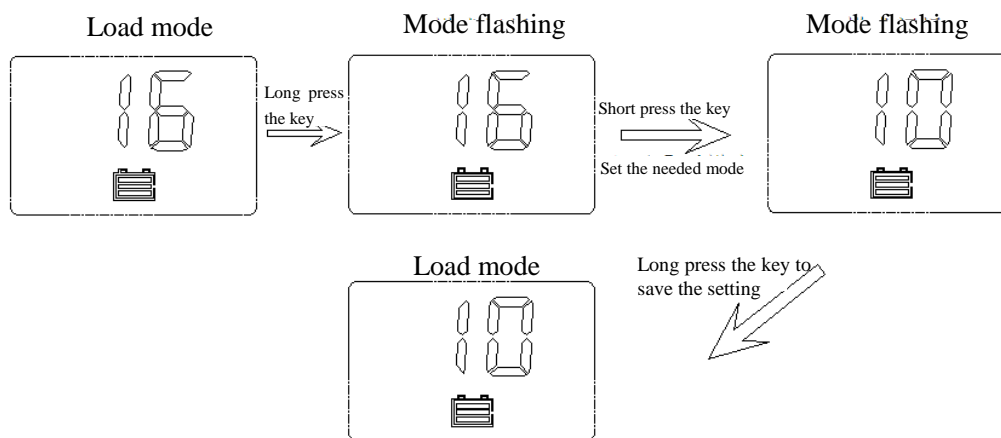 Load mode
Mode flashing
Mode flashing
16
Long press
the key
16
Short press the key
Set the needed mode
10
Load mode
10
Long press the key to
save the setting